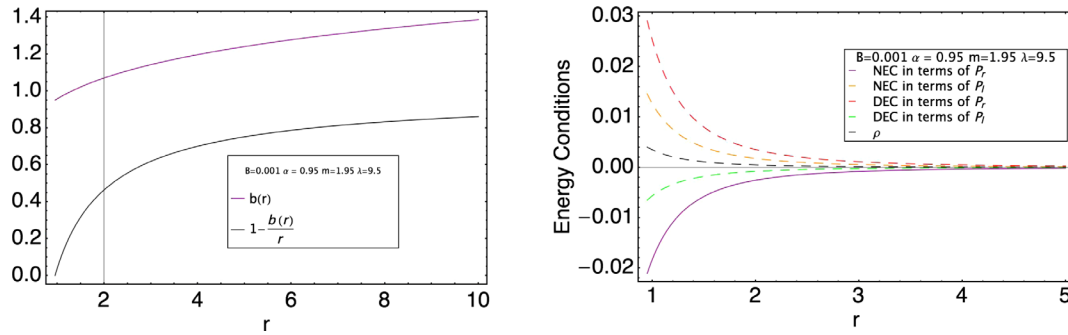 1.4
1.2
1.0
0.8
0.6
0.4
0.2
0.0
B=0.001 α = 0.95 m=1.95 λ=9.5
b(r)
1-b(r)/r
2 4 6 8 10
r
0.03
0.02
0.01
0.00
-0.01
-0.02
Energy Conditions
B=0.001 α = 0.95 m=1.95 λ=9.5
NEC in terms of Pr
NEC in terms of Pl
DEC in terms of Pr
DEC in terms of Pl
ρ
1 2 3 4 5
r